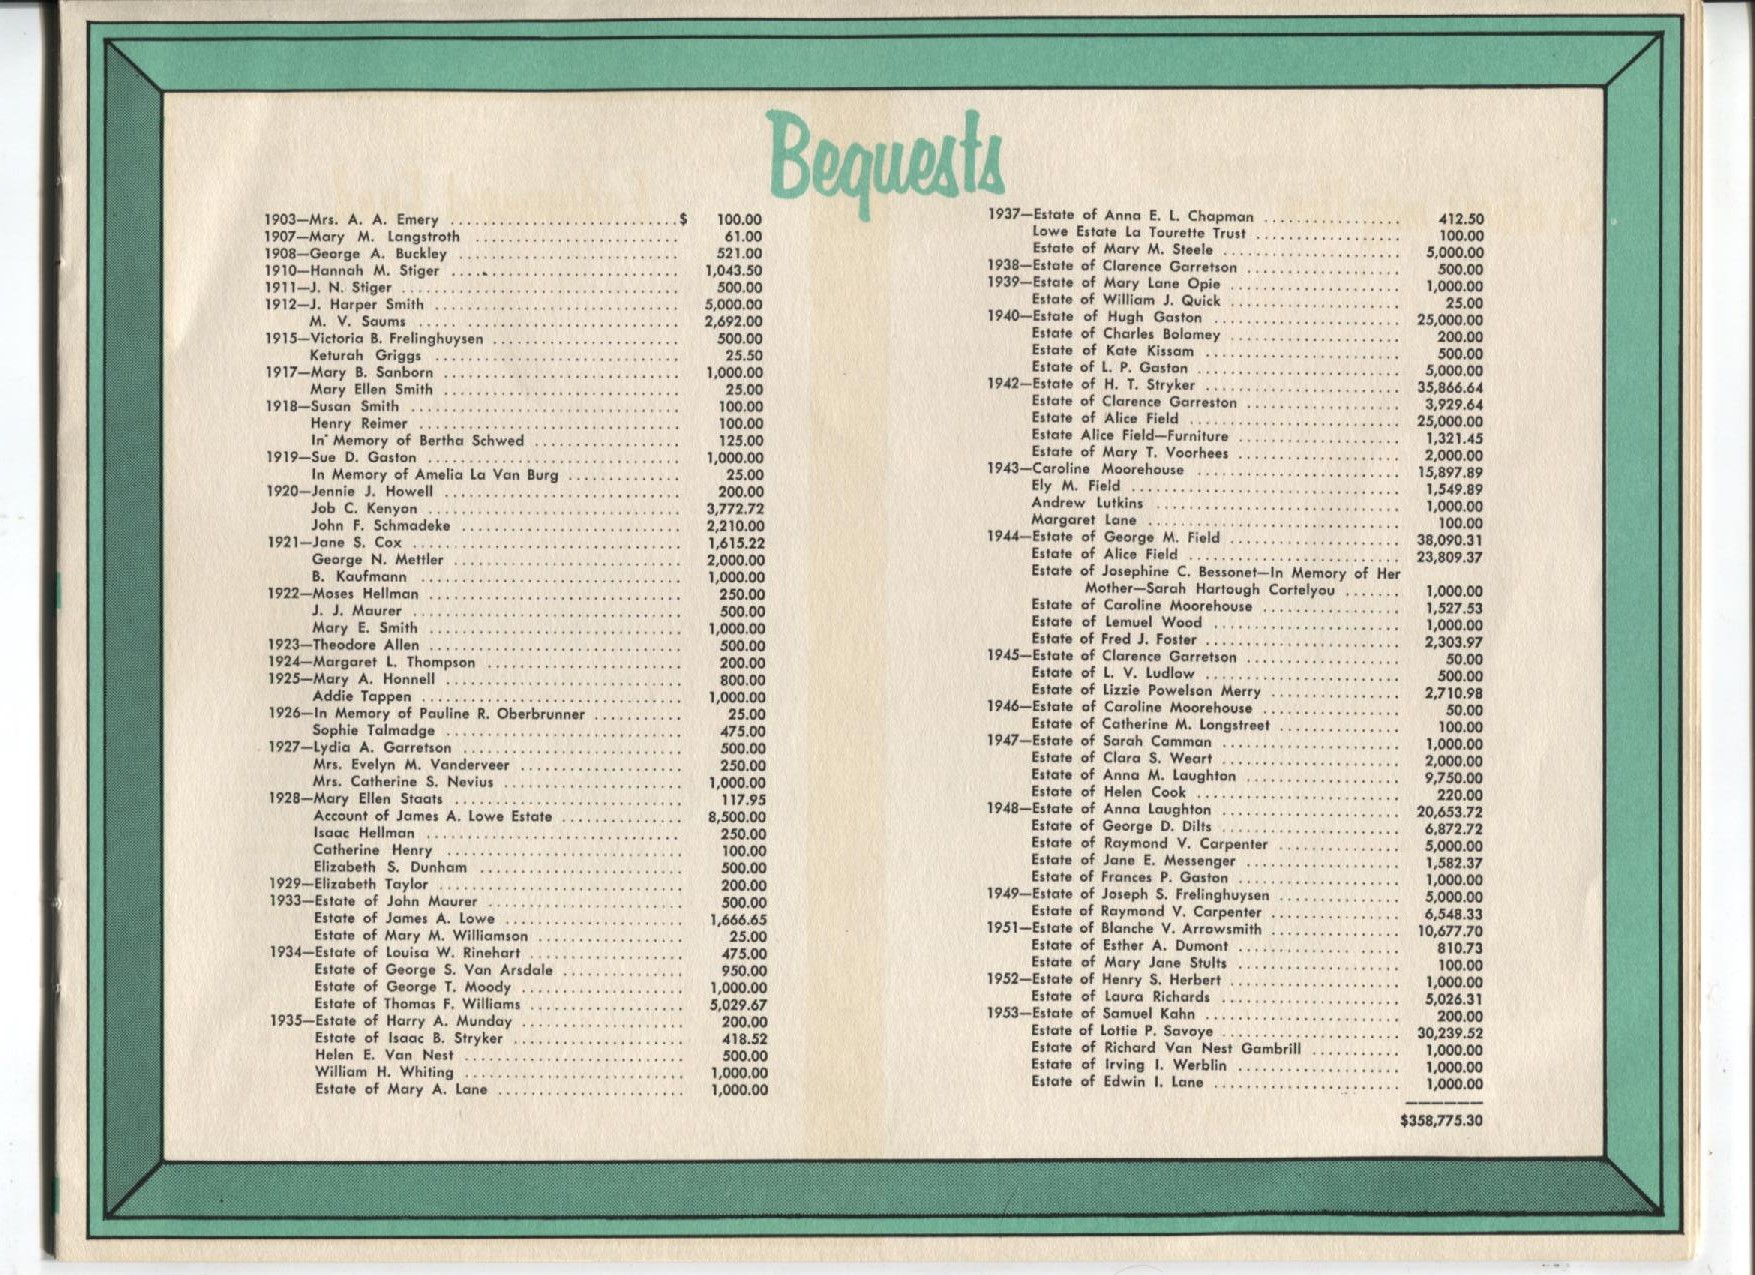 Bequests
1903—Mrs. A. A. Emery ............................$ 100.00
1907—Mary M. Langstroth ............................ 61.00
1908—George A. Buckley ............................ 521.00
1910—Hannah M. Stiger ............................ 1,043.50
1911—J. N. Stiger ............................ 500.00
1912—J. Harper Smith ............................ 5,000.00
M. V. Saums ............................ 2,692.00
1915—Victoria B. Frelinghuysen ............................ 500.00
Keturah Griggs ............................ 25.50
1917—Mary B. Sanborn ............................ 1,000.00
Mary Ellen Smith ............................ 25.00
1918—Susan Smith ............................ 100.00
Henry Reimer ............................ 100.00
In Memory of Bertha Schwed .................. 125.00
1919—Sue D. Gaston ............................ 1,000.00
In Memory of Amelia La Van Burg .............. 25.00
1920—Jennie J. Howell ............................ 200.00
Job C. Kenyon ............................ 3,772.72
John F. Schmadeke ............................ 2,210.00
1921—Jane S. Cox ............................ 1,615.22
George N. Mettler ............................ 2,000.00
B. Kaufmann ............................ 1,000.00
1922—Moses Hellman ............................ 250.00
J. J. Maurer ............................ 500.00
Mary E. Smith ............................ 1,000.00
1923—Theodore Allen ............................ 500.00
1924—Margaret L. Thompson ........................ 200.00
1925—Mary A. Honnell ............................ 800.00
Addie Tappen ............................ 1,000.00
1926—In Memory of Pauline R. Oberbrunner ........... 25.00
Sophie Talmadge ............................ 475.00
1927—Lydia A. Garretson ............................ 500.00
Mrs. Evelyn M. Vanderveer .................... 250.00
Mrs. Catherine S. Nevius ...................... 1,000.00
1928—Mary Ellen Staats ............................ 117.95
Account of James A. Lowe Estate ............... 8,500.00
Isaac Hellman ............................ 250.00
Catherine Henry ............................ 100.00
Elizabeth S. Dunham ......................... 500.00
1929—Elizabeth Taylor ............................ 200.00
1933—Estate of John Maurer ......................... 500.00
Estate of James A. Lowe ...................... 1,666.65
Estate of Mary M. Williamson .................. 25.00
1934—Estate of Louisa W. Rinehart ................... 475.00
Estate of George S. Van Arsdale ............... 950.00
Estate of George T. Moody .................... 1,000.00
Estate of Thomas F. Williams ................... 5,029.67
1935—Estate of Harry A. Munday .................... 200.00
Estate of Isaac B. Stryker ..................... 418.52
Helen E. Van Nest ........................... 500.00
William H. Whiting ............................ 1,000.00
Estate of Mary A. Lane ....................... 1,000.00
1937—Estate of Anna E. L. Chapman ................. 412.50
Lowe Estate La Tourette Trust .................. 100.00
Estate of Mary M. Steele ...................... 5,000.00
1938—Estate of Clarence Garretson .................... 500.00
1939—Estate of Mary Lane Opie ...................... 1,000.00
Estate of William J. Quick ..................... 25.00
1940—Estate of Hugh Gaston ....................... 25,000.00
Estate of Charles Bolomey ..................... 200.00
Estate of Kate Kissam ........................ 500.00
Estate of L. P. Gaston ......................... 5,000.00
1942—Estate of H. T. Stryker ........................ 35,866.64
Estate of Clarence Garreston .................... 3,929.64
Estate of Alice Field ........................... 25,000.00
Estate Alice Field—Furniture .................... 1,321.45
Estate of Mary T. Voorhees .................... 2,000.00
1943—Caroline Moorehouse ......................... 15,897.89
Ely M. Field ............................ 1,549.89
Andrew Lutkins ............................ 1,000.00
Margaret Lane ............................ 100.00
1944—Estate of George M. Field ..................... 38,090.31
Estate of Alice Field .......................... 23,809.37
Estate of Josephine C. Bessonet—In Memory of Her
Mother—Sarah Hartough Cortelyou ....... 1,000.00
Estate of Caroline Moorehouse ................. 1,527.53
Estate of Lemuel Wood ....................... 1,000.00
Estate of Fred J. Foster ........................ 2,303.97
1945—Estate of Clarence Garretson ................... 50.00
Estate of L. V. Ludlow ........................ 500.00
Estate of Lizzie Powelson Merry ................ 2,710.98
1946—Estate of Caroline Moorehouse ................. 50.00
Estate of Catherine M. Longstreet ............... 100.00
1947—Estate of Sarah Camman ...................... 1,000.00
Estate of Clara S. Weart ....................... 2,000.00
Estate of Anna M. Laughton ................... 9,750.00
Estate of Helen Cook ......................... 220.00
1948—Estate of Anna Laughton ...................... 20,653.72
Estate of George D. Dilts ...................... 6,872.72
Estate of Raymond V. Carpenter ............... 5,000.00
Estate of Jane E. Messenger ................... 1,582.37
Estate of Frances P. Gaston .................... 1,000.00
1949—Estate of Joseph S. Frelinghuysen ............... 5,000.00
Estate of Raymond V. Carpenter ................ 6,548.33
1951—Estate of Blanche V. Arrowsmith ................ 10,677.70
Estate of Esther A. Dumont .................... 810.73
Estate of Mary Jane Stults ..................... 100.00
1952—Estate of Henry S. Herbert ..................... 1,000.00
Estate of Laura Richards ...................... 5,026.31
1953—Estate of Samuel Kahn ........................ 200.00
Estate of Lottie P. Savoye ...................... 30,239.52
Estate of Richard Van Nest Gambrill ........... 1,000.00
Estate of Irving I. Werblin .................... 1,000.00
Estate of Edwin I. Lane ....................... 1,000.00
$358,775.30